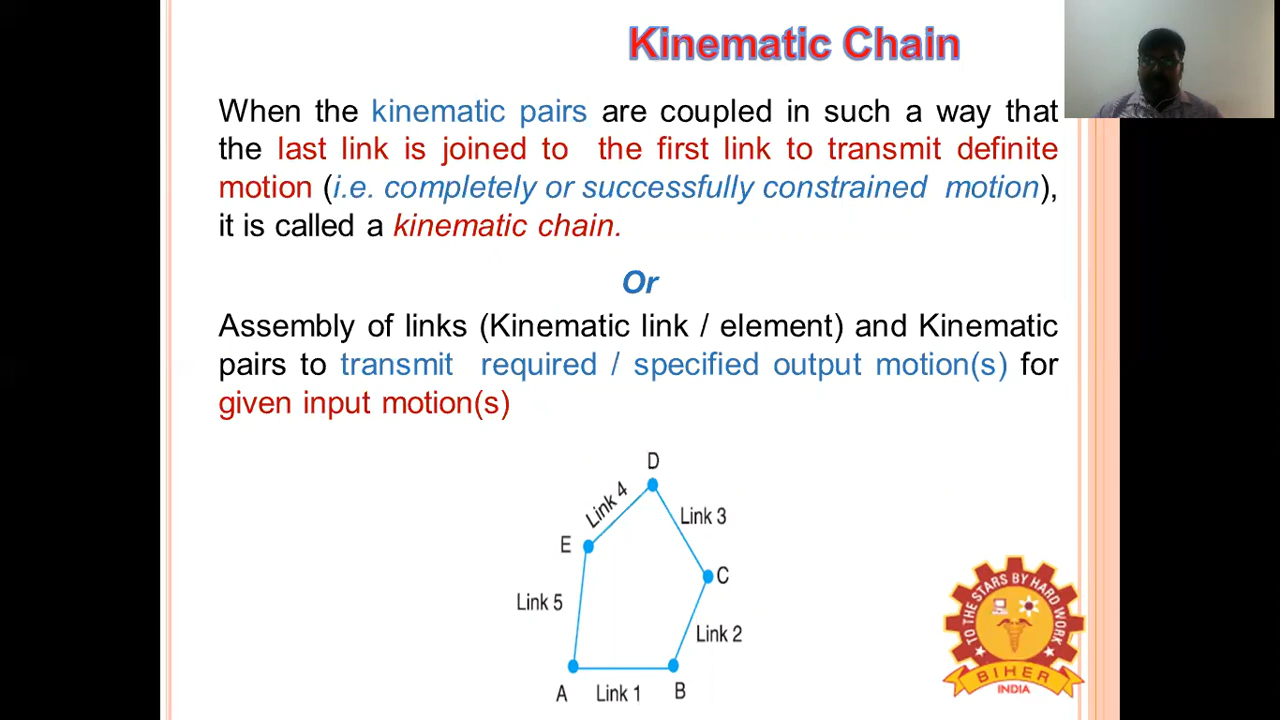 Kinematic Chain
When the kinematic pairs are coupled in such a way that
the last link is joined to the first link to transmit definite
motion (i.e. completely or successfully constrained motion),
it is called a kinematic chain.
Or
Assembly of links (Kinematic link / element) and Kinematic
pairs to transmit required / specified output motion(s) for
given input motion(s)
D
Link 4
Link 3
E
C
Link 5
Link 2
A
Link 1
B
TO THE STARS BY HARD WORK
BIHER
INDIA